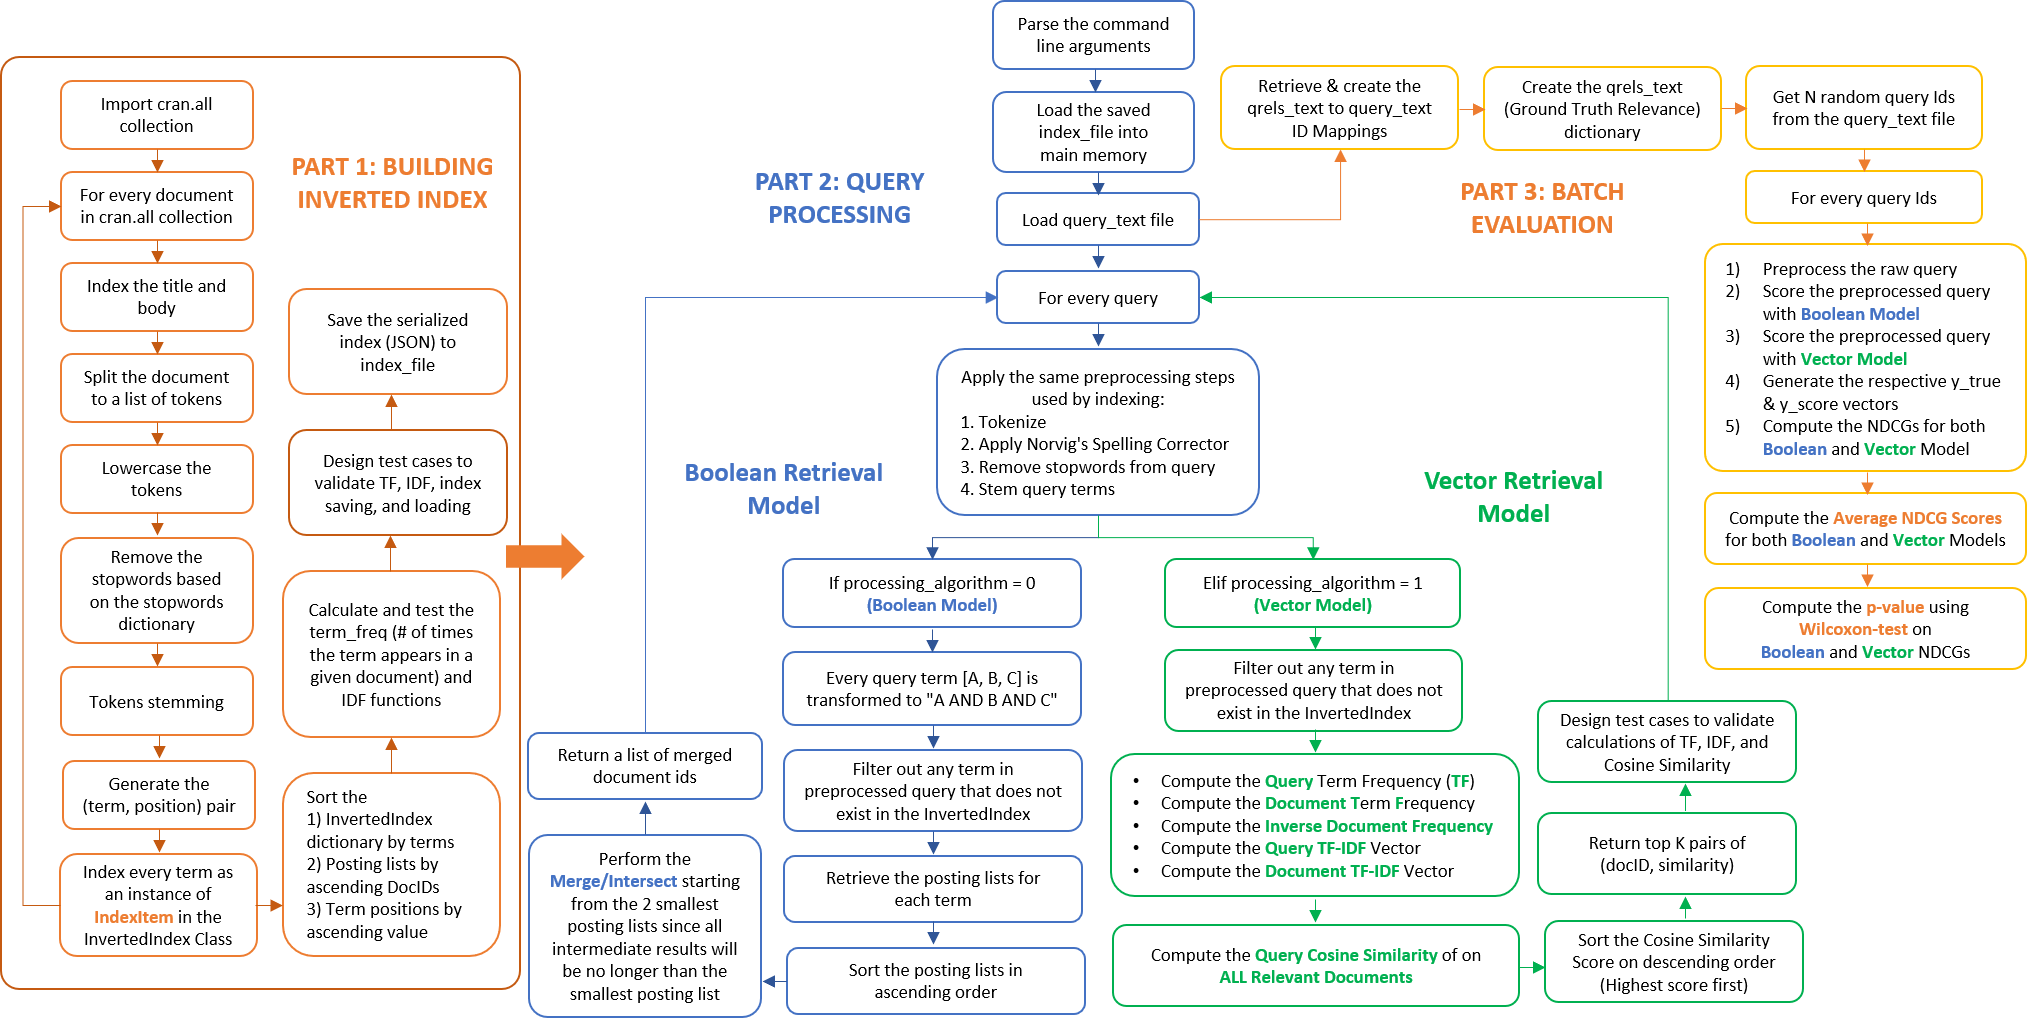 PART 1: BUILDING
INVERTED INDEX
Import cran.all
collection
For every document
in cran.all collection
Index the title and
body
Split the document
to a list of tokens
Lowercase the
tokens
Remove the
stopwords based
on the stopwords
dictionary
Tokens stemming
Generate the
(term, position) pair
Index every term as
an instance of
IndexItem in the
InvertedIndex Class
Sort the
1) InvertedIndex
dictionary by terms
2) Posting lists by
ascending DocIDs
3) Term positions by
ascending value
Calculate and test the
term_freq (# of times
the term appears in a
given document) and
IDF functions
Design test cases to
validate TF, IDF, index
saving, and loading
Save the serialized
index (JSON) to
index_file
PART 2: QUERY
PROCESSING
Parse the command
line arguments
Load the saved
index_file into
main memory
Load query_text file
For every query
Apply the same preprocessing steps
used by indexing:
1. Tokenize
2. Apply Norvig's Spelling Corrector
3. Remove stopwords from query
4. Stem query terms
Boolean Retrieval
Model
If processing_algorithm = 0
(Boolean Model)
Every query term [A, B, C] is
transformed to "A AND B AND C"
Filter out any term in
preprocessed query that does not
exist in the InvertedIndex
Retrieve the posting lists for
each term
Sort the posting lists in
ascending order
Perform the
Merge/Intersect starting
from the 2 smallest
posting lists since all
intermediate results will
be no longer than the
smallest posting list
Return a list of merged
document ids
Vector Retrieval
Model
Elif processing_algorithm = 1
(Vector Model)
Filter out any term in
preprocessed query that does not
exist in the InvertedIndex
• Compute the Query Term Frequency (TF)
• Compute the Document Term Frequency
• Compute the Inverse Document Frequency
• Compute the Query TF-IDF Vector
• Compute the Document TF-IDF Vector
Compute the Query Cosine Similarity of on
ALL Relevant Documents
Sort the Cosine Similarity
Score on descending order
(Highest score first)
Return top K pairs of
(docID, similarity)
Design test cases to validate
calculations of TF, IDF, and
Cosine Similarity
PART 3: BATCH
EVALUATION
Retrieve & create the
qrels_text to query_text
ID Mappings
Create the qrels_text
(Ground Truth Relevance)
dictionary
Get N random query Ids
from the query_text file
For every query Ids
1) Preprocess the raw query
2) Score the preprocessed query
with Boolean Model
3) Score the preprocessed query
with Vector Model
4) Generate the respective y_true
& y_score vectors
5) Compute the NDCGs for both
Boolean and Vector Model
Compute the Average NDCG Scores
for both Boolean and Vector Models
Compute the p-value using
Wilcoxon-test on
Boolean and Vector NDCGs